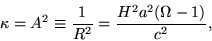 κ = A² ≡ 1/R² = H²a²(Ω − 1)/c²,